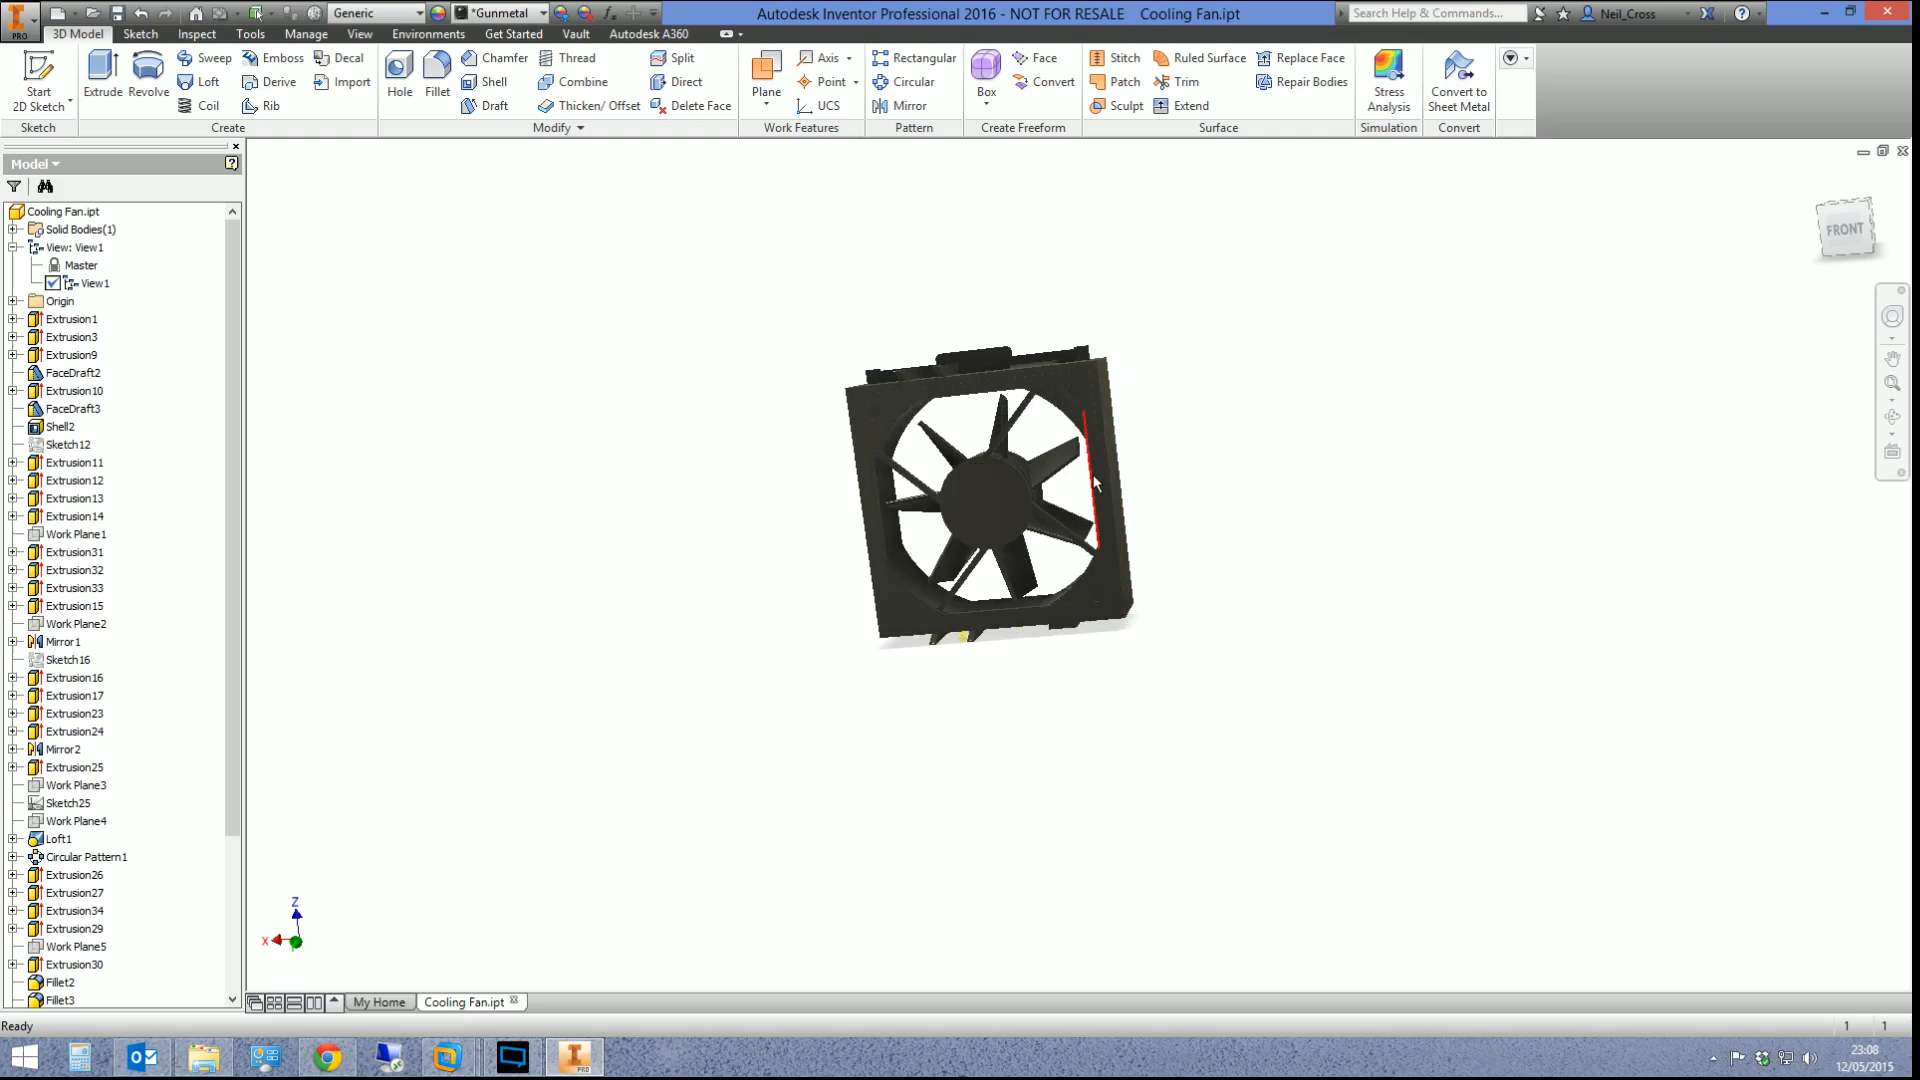 Generic *Gunmetal Autodesk Inventor Professional 2016 - NOT FOR RESALE Cooling Fan.ipt Search Help & Commands... Neil_Cross
PRO 3D Model Sketch Inspect Tools Manage View Environments Get Started Vault Autodesk A360
Start 2D Sketch
Extrude Revolve
Sweep Emboss Decal
Loft Derive Import
Coil Rib
Hole Fillet
Chamfer Thread Split
Shell Combine Direct
Draft Thicken/ Offset Delete Face
Plane
Axis
Point
UCS
Rectangular
Circular
Mirror
Box
Face
Convert
Stitch Ruled Surface Replace Face
Patch Trim Repair Bodies
Sculpt Extend
Stress Analysis
Convert to Sheet Metal
Sketch Create Modify Work Features Pattern Create Freeform Surface Simulation Convert
Model
Cooling Fan.ipt
Solid Bodies(1)
View: View1
Master
View1
Origin
Extrusion1
Extrusion3
Extrusion9
FaceDraft2
Extrusion10
FaceDraft3
Shell2
Sketch12
Extrusion11
Extrusion12
Extrusion13
Extrusion14
Work Plane1
Extrusion31
Extrusion32
Extrusion33
Extrusion15
Work Plane2
Mirror1
Sketch16
Extrusion16
Extrusion17
Extrusion23
Extrusion24
Mirror2
Extrusion25
Work Plane3
Sketch25
Work Plane4
Loft1
Circular Pattern1
Extrusion26
Extrusion27
Extrusion34
Extrusion29
Work Plane5
Extrusion30
Fillet2
Fillet3
FRONT
Z
X
My Home Cooling Fan.ipt
Ready 1 1
PRO
23:08
12/05/2015